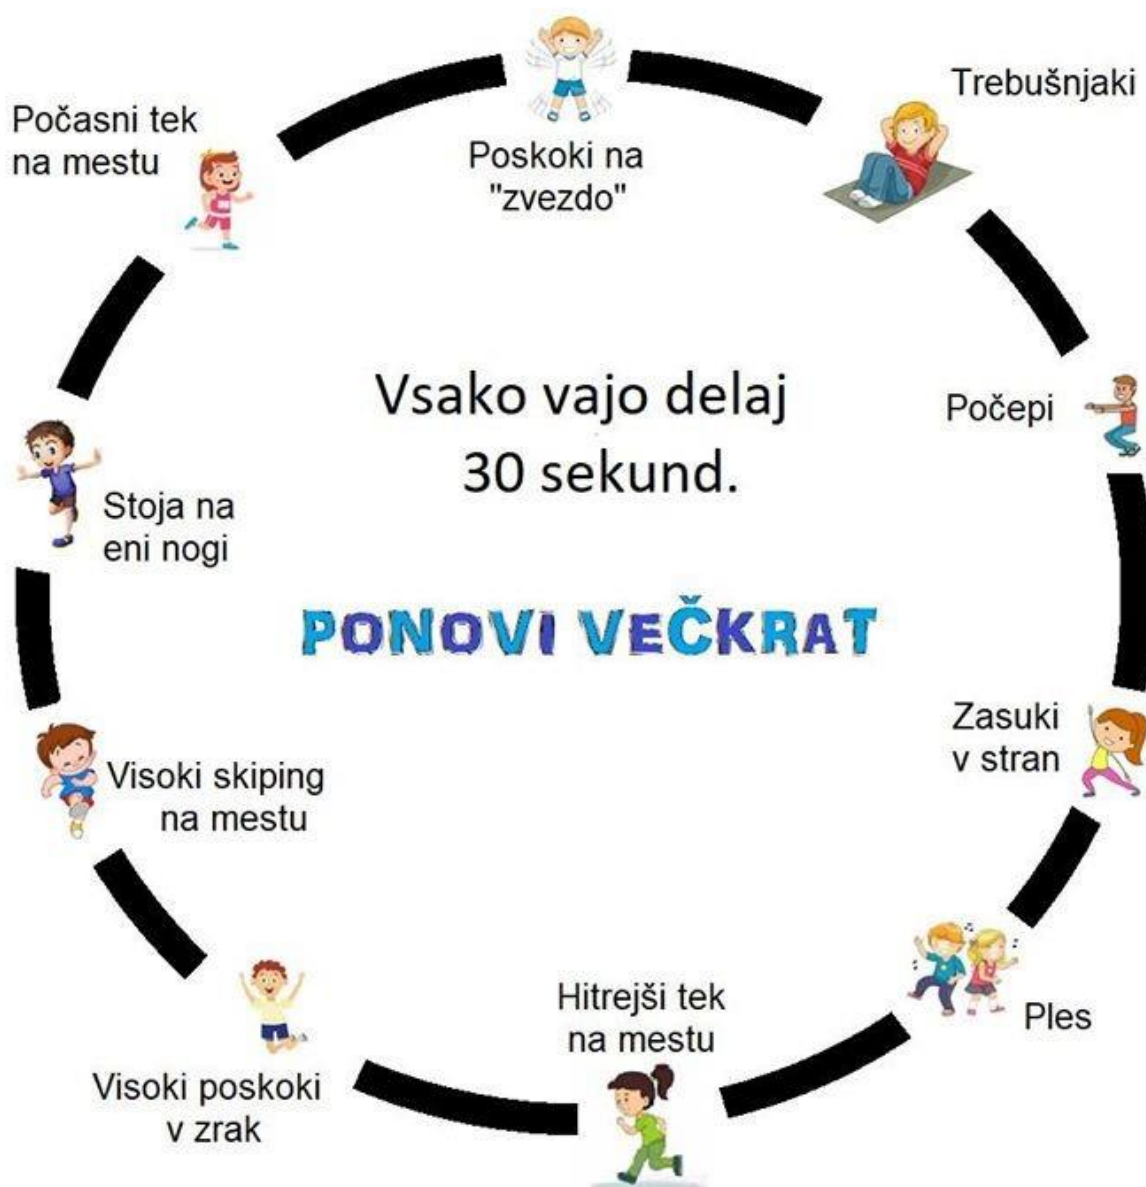 Poskoki na
"zvezdo"
Trebušnjaki
Počepi
Zasuki
v stran
Ples
Hitrejši tek
na mestu
Visoki poskoki
v zrak
Visoki skiping
na mestu
Stoja na
eni nogi
Počasni tek
na mestu
Vsako vajo delaj
30 sekund.
PONOVI VEČKRAT